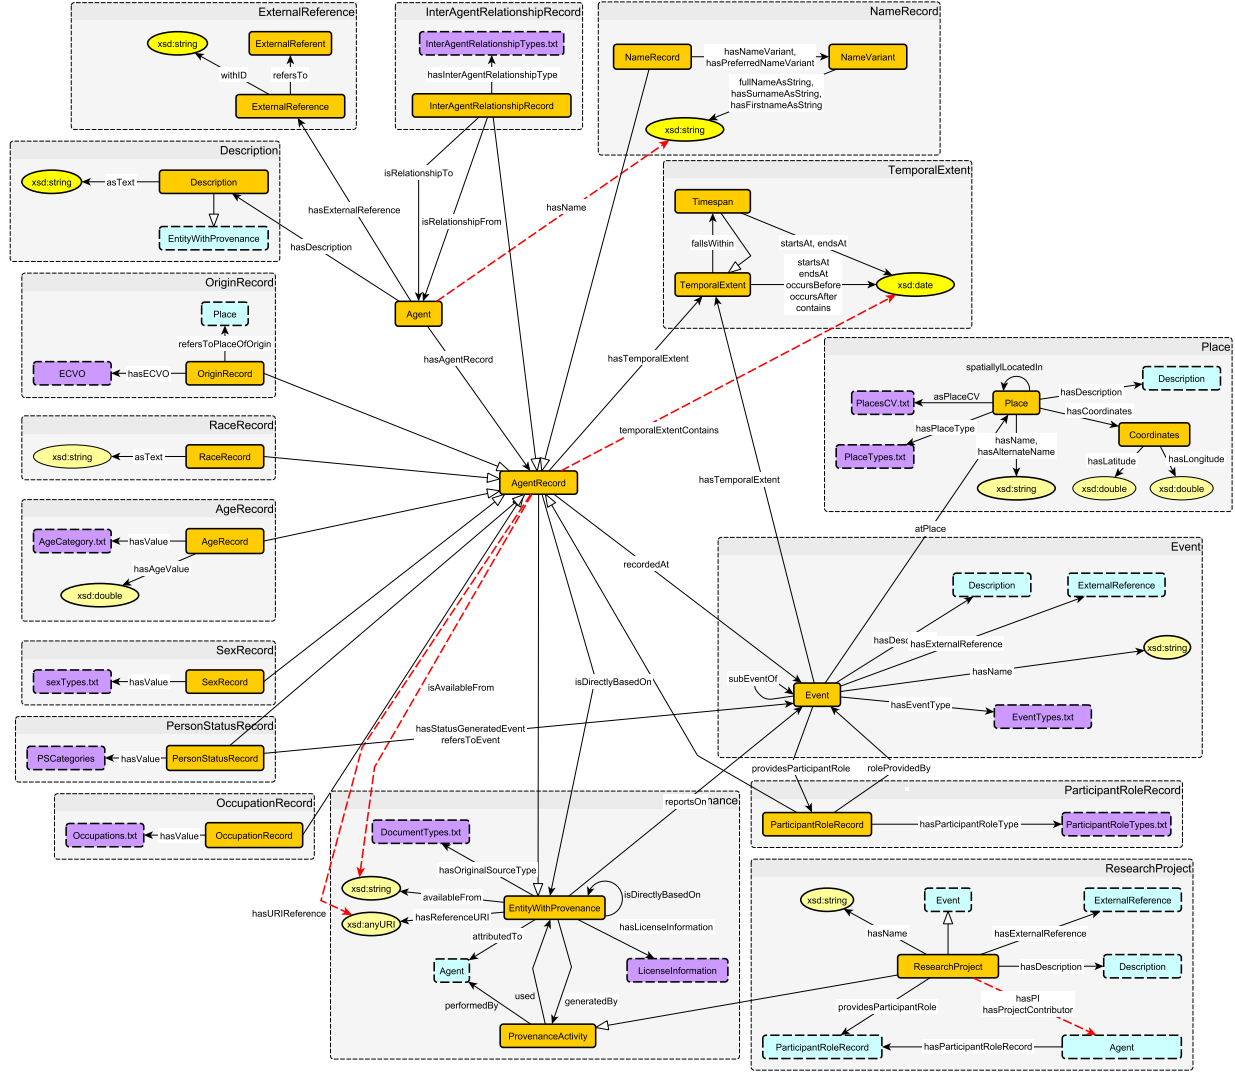 ExternalReference
xsd:string
ExternalReferent
withID
refersTo
ExternalReference
InterAgentRelationshipRecord
InterAgentRelationshipTypes.txt
hasInterAgentRelationshipType
InterAgentRelationshipRecord
NameRecord
NameRecord
hasNameVariant,
hasPreferredNameVariant
NameVariant
fullNameAsString,
hasSurnameAsString,
hasFirstnameAsString
xsd:string
Description
xsd:string
asText
Description
EntityWithProvenance
hasDescription
hasExternalReference
isRelationshipTo
isRelationshipFrom
hasName
Agent
hasAgentRecord
TemporalExtent
Timespan
fallsWithin
startsAt, endsAt
TemporalExtent
startsAt
endsAt
occursBefore
occursAfter
contains
xsd:date
hasTemporalExtent
temporalExtentContains
OriginRecord
Place
refersToPlaceOfOrigin
ECVO
hasECVO
OriginRecord
Place
spatiallyLocatedIn
PlacesCV.txt
asPlaceCV
Place
hasDescription
Description
hasPlaceType
hasCoordinates
PlaceTypes.txt
hasName,
hasAlternateName
Coordinates
hasLatitude
hasLongitude
xsd:string
xsd:double
xsd:double
RaceRecord
xsd:string
asText
RaceRecord
AgentRecord
hasTemporalExtent
atPlace
AgeRecord
AgeCategory.txt
hasValue
AgeRecord
hasAgeValue
xsd:double
recordedAt
Event
Description
ExternalReference
hasDesc
hasExternalReference
xsd:string
hasName
subEventOf
Event
hasEventType
EventTypes.txt
SexRecord
sexTypes.txt
hasValue
SexRecord
isAvailableFrom
isDirectlyBasedOn
PersonStatusRecord
PSCategories
hasValue
PersonStatusRecord
hasStatusGeneratedEvent
refersToEvent
providesParticipantRole
roleProvidedBy
OccupationRecord
Occupations.txt
hasValue
OccupationRecord
ParticipantRoleRecord
ParticipantRoleRecord
hasParticipantRoleType
ParticipantRoleTypes.txt
reportsOn
nance
DocumentTypes.txt
hasOriginalSourceType
xsd:string
availableFrom
EntityWithProvenance
isDirectlyBasedOn
hasURIReference
xsd:anyURI
hasReferenceURI
attributedTo
hasLicenseInformation
Agent
LicenseInformation
performedBy
used
generatedBy
ProvenanceActivity
ResearchProject
xsd:string
Event
ExternalReference
hasName
hasExternalReference
ResearchProject
hasDescription
Description
providesParticipantRole
hasPI
hasProjectContributor
ParticipantRoleRecord
hasParticipantRoleRecord
Agent